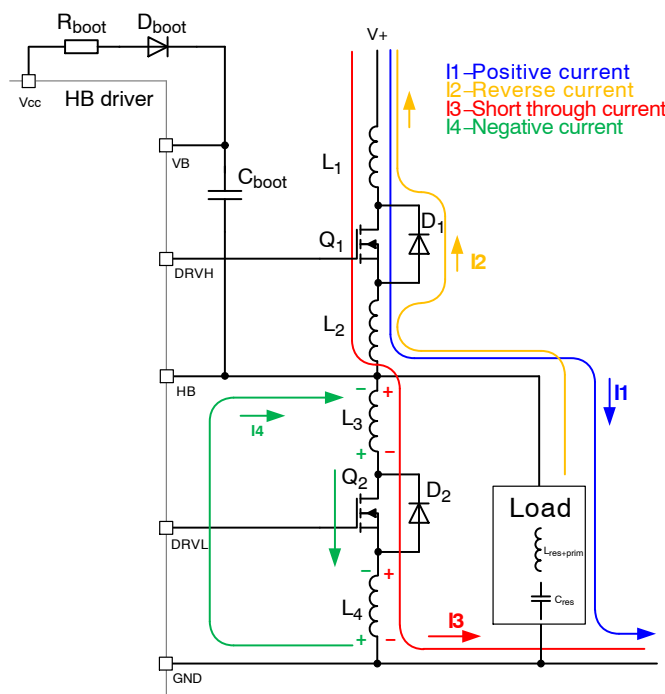 Rboot
Dboot
V+
Vcc
HB driver
I1–Positive current
I2–Reverse current
I3–Short through current
I4–Negative current
VB
Cboot
L1
D1
Q1
I2
DRVH
L2
HB
– +
I1
I4
L3
+ –
Q2
D2
Load
DRVL
Lres+prim
– +
Cres
L4
I3
+ –
GND